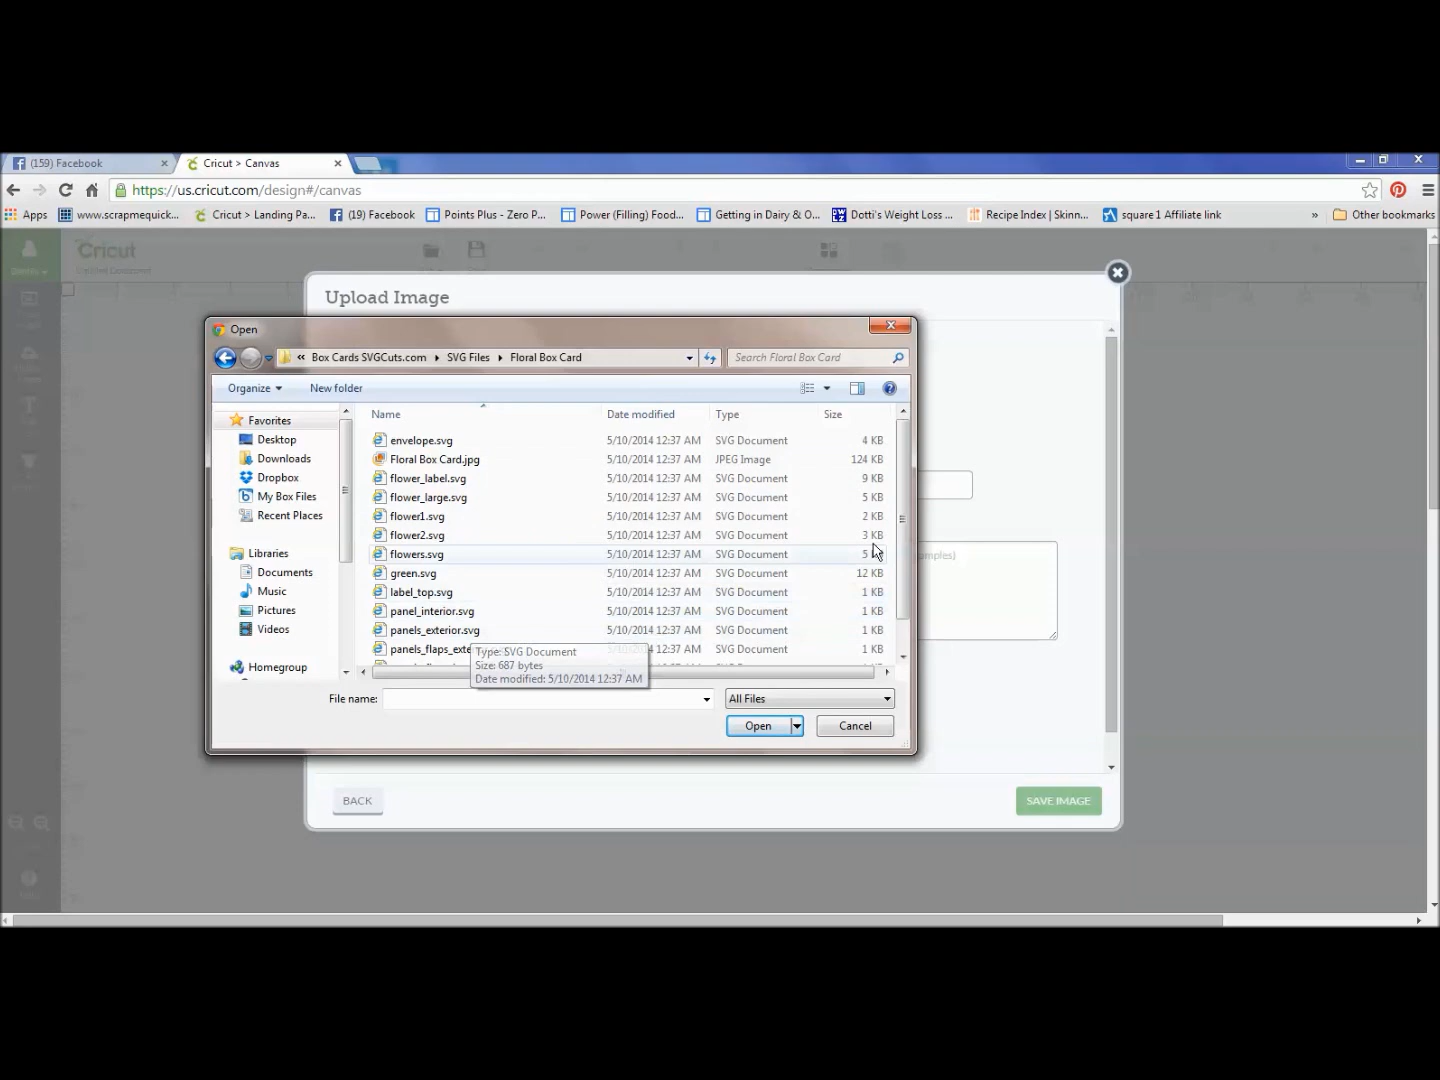 (159) Facebook
Cricut > Canvas
https://us.cricut.com/design#/canvas
Apps
www.scrapmequick...
Cricut > Landing Pa...
(19) Facebook
Points Plus - Zero P...
Power (Filling) Food...
Getting in Dairy & O...
Dotti's Weight Loss ...
Recipe Index | Skinn...
square 1 Affiliate link
»
Other bookmarks
Cricut
Upload Image
Open
« Box Cards SVGCuts.com ▸ SVG Files ▸ Floral Box Card
Search Floral Box Card
Organize
New folder
Favorites
Desktop
Downloads
Dropbox
My Box Files
Recent Places
Libraries
Documents
Music
Pictures
Videos
Homegroup
Name Date modified Type Size
envelope.svg 5/10/2014 12:37 AM SVG Document 4 KB
Floral Box Card.jpg 5/10/2014 12:37 AM JPEG Image 124 KB
flower_label.svg 5/10/2014 12:37 AM SVG Document 9 KB
flower_large.svg 5/10/2014 12:37 AM SVG Document 5 KB
flower1.svg 5/10/2014 12:37 AM SVG Document 2 KB
flower2.svg 5/10/2014 12:37 AM SVG Document 3 KB
flowers.svg 5/10/2014 12:37 AM SVG Document 5
green.svg 5/10/2014 12:37 AM SVG Document 12 KB
label_top.svg 5/10/2014 12:37 AM SVG Document 1 KB
panel_interior.svg 5/10/2014 12:37 AM SVG Document 1 KB
panels_exterior.svg 5/10/2014 12:37 AM SVG Document 1 KB
panels_flaps_exte 5/10/2014 12:37 AM SVG Document 1 KB
Type: SVG Document
Size: 687 bytes
Date modified: 5/10/2014 12:37 AM
File name:
All Files
Open
Cancel
BACK
SAVE IMAGE